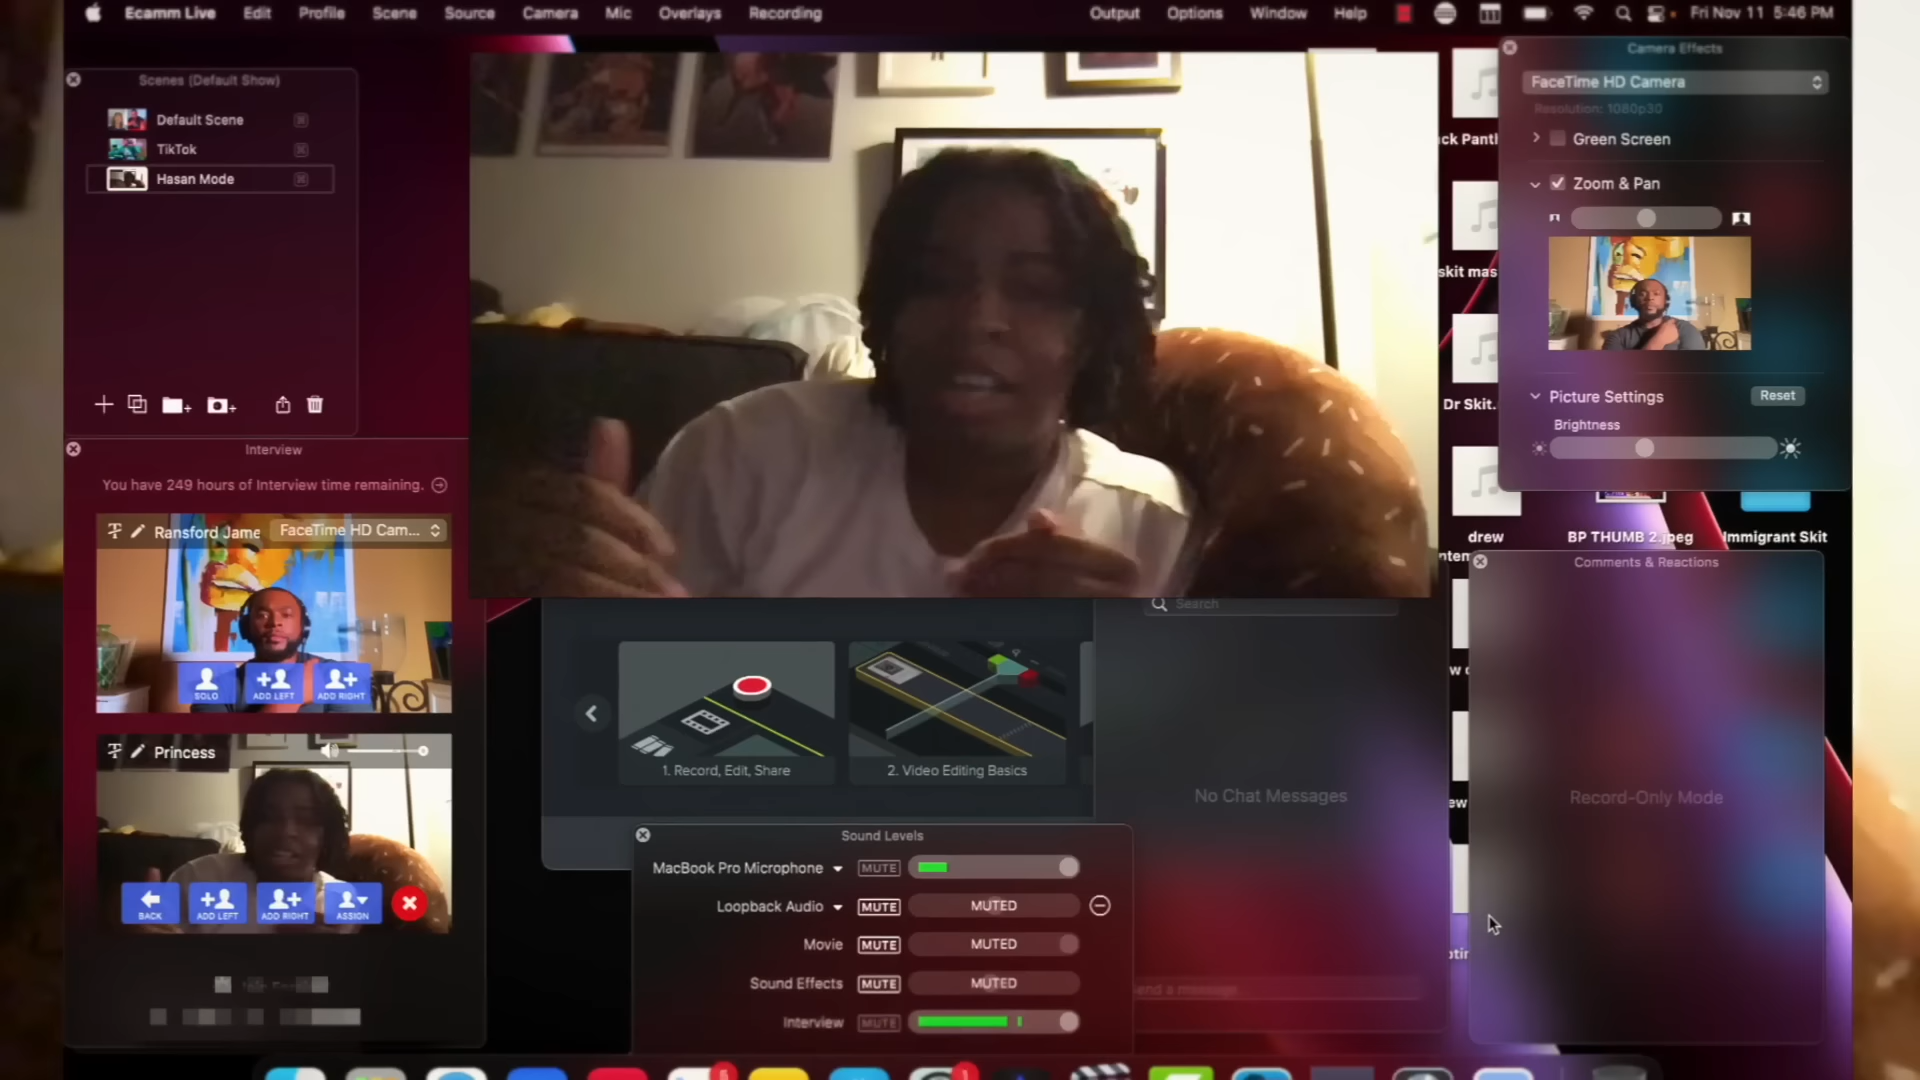 Ecamm Live Edit Profile Scene Source Camera Mic Overlays Recording Output Options Window Help 11 Fri Nov 11 5:46 PM
Scenes (Default Show)
Default Scene
TikTok
Hasan Mode
Interview
You have 249 hours of Interview time remaining.
Ransford Jame FaceTime HD Cam...
SOLO ADD LEFT ADD RIGHT
Princess
BACK ADD LEFT ADD RIGHT ASSIGN
Search
1. Record, Edit, Share
2. Video Editing Basics
No Chat Messages
Sound Levels
MacBook Pro Microphone MUTE
Loopback Audio MUTE MUTED
Movie MUTE MUTED
Sound Effects MUTE MUTED
Interview MUTE
end a message
Camera Effects
FaceTime HD Camera
Resolution: 1080p30
Green Screen
Zoom & Pan
Picture Settings Reset
Brightness
ck Panth
skit mas
Dr Skit.
drew
BP THUMB 2.jpeg
Immigrant Skit
Comments & Reactions
Record-Only Mode